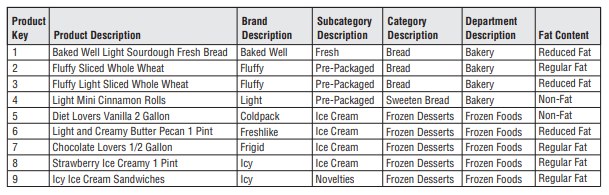 Product Key Product Description Brand Description Subcategory Description Category Description Department Description Fat Content
1 Baked Well Light Sourdough Fresh Bread Baked Well Fresh Bread Bakery Reduced Fat
2 Fluffy Sliced Whole Wheat Fluffy Pre-Packaged Bread Bakery Regular Fat
3 Fluffy Light Sliced Whole Wheat Fluffy Pre-Packaged Bread Bakery Reduced Fat
4 Light Mini Cinnamon Rolls Light Pre-Packaged Sweeten Bread Bakery Non-Fat
5 Diet Lovers Vanilla 2 Gallon Coldpack Ice Cream Frozen Desserts Frozen Foods Non-Fat
6 Light and Creamy Butter Pecan 1 Pint Freshlike Ice Cream Frozen Desserts Frozen Foods Reduced Fat
7 Chocolate Lovers 1/2 Gallon Frigid Ice Cream Frozen Desserts Frozen Foods Regular Fat
8 Strawberry Ice Creamy 1 Pint Icy Ice Cream Frozen Desserts Frozen Foods Regular Fat
9 Icy Ice Cream Sandwiches Icy Novelties Frozen Desserts Frozen Foods Regular Fat